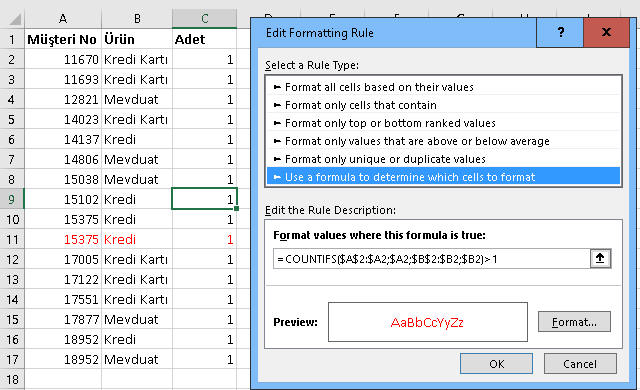 A B C
1 Müşteri No Ürün Adet
2 11670 Kredi Kartı 1
3 11693 Kredi Kartı 1
4 12821 Mevduat 1
5 14023 Kredi Kartı 1
6 14137 Kredi 1
7 14806 Mevduat 1
8 15038 Mevduat 1
9 15102 Kredi 1
10 15375 Kredi 1
11 15375 Kredi 1
12 17005 Kredi Kartı 1
13 17122 Kredi Kartı 1
14 17551 Kredi Kartı 1
15 17877 Mevduat 1
16 18952 Kredi 1
17 18952 Mevduat 1
18
Edit Formatting Rule ? x
Select a Rule Type:
► Format all cells based on their values
► Format only cells that contain
► Format only top or bottom ranked values
► Format only values that are above or below average
► Format only unique or duplicate values
► Use a formula to determine which cells to format
Edit the Rule Description:
Format values where this formula is true:
=COUNTIFS($A$2:$A2;$A2;$B$2:$B2;$B2)>1
Preview: AaBbCcYyZz Format...
OK Cancel